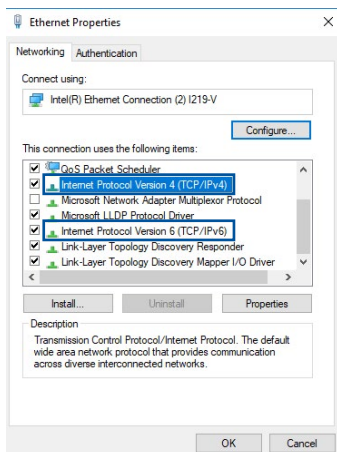 Ethernet Properties
Networking Authentication
Connect using:
Intel(R) Ethernet Connection (2) I219-V
Configure...
This connection uses the following items:
QoS Packet Scheduler
Internet Protocol Version 4 (TCP/IPv4)
Microsoft Network Adapter Multiplexor Protocol
Microsoft LLDP Protocol Driver
Internet Protocol Version 6 (TCP/IPv6)
Link-Layer Topology Discovery Responder
Link-Layer Topology Discovery Mapper I/O Driver
Install... Uninstall Properties
Description
Transmission Control Protocol/Internet Protocol. The default
wide area network protocol that provides communication
across diverse interconnected networks.
OK Cancel